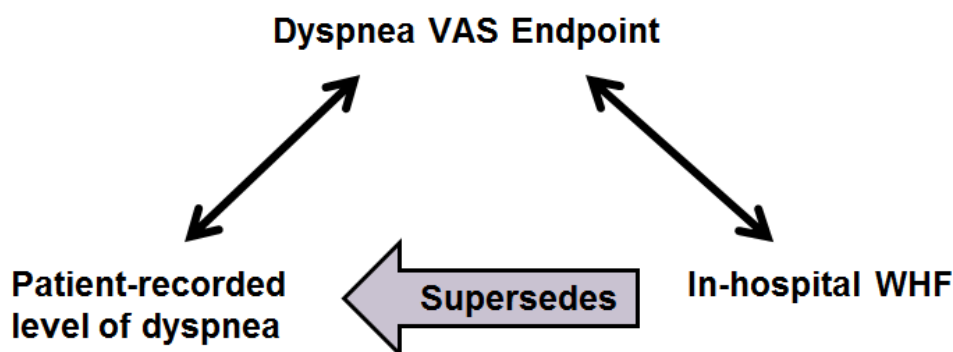 Dyspnea VAS Endpoint
Patient-recorded
level of dyspnea
Supersedes
In-hospital WHF